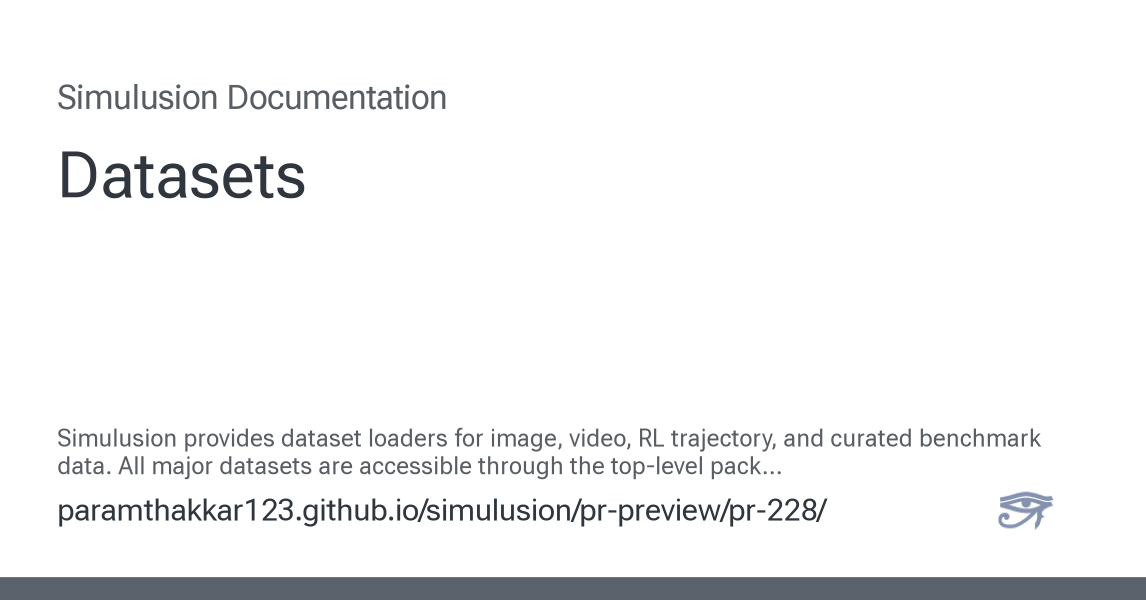 Simulusion Documentation
Datasets
Simulusion provides dataset loaders for image, video, RL trajectory, and curated benchmark
data. All major datasets are accessible through the top-level pack...
paramthakkar123.github.io/simulusion/pr-preview/pr-228/